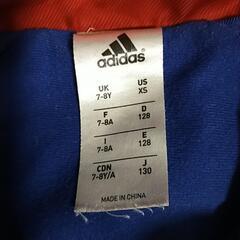 adidas
UK US
7-8Y XS
F D
7-8A 128
I E
7-8A 128
CDN J
7-8Y/A 130
MADE IN CHINA